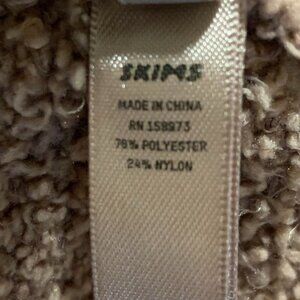 SKIMS
MADE IN CHINA
RN 158973
76% POLYESTER
24% NYLON